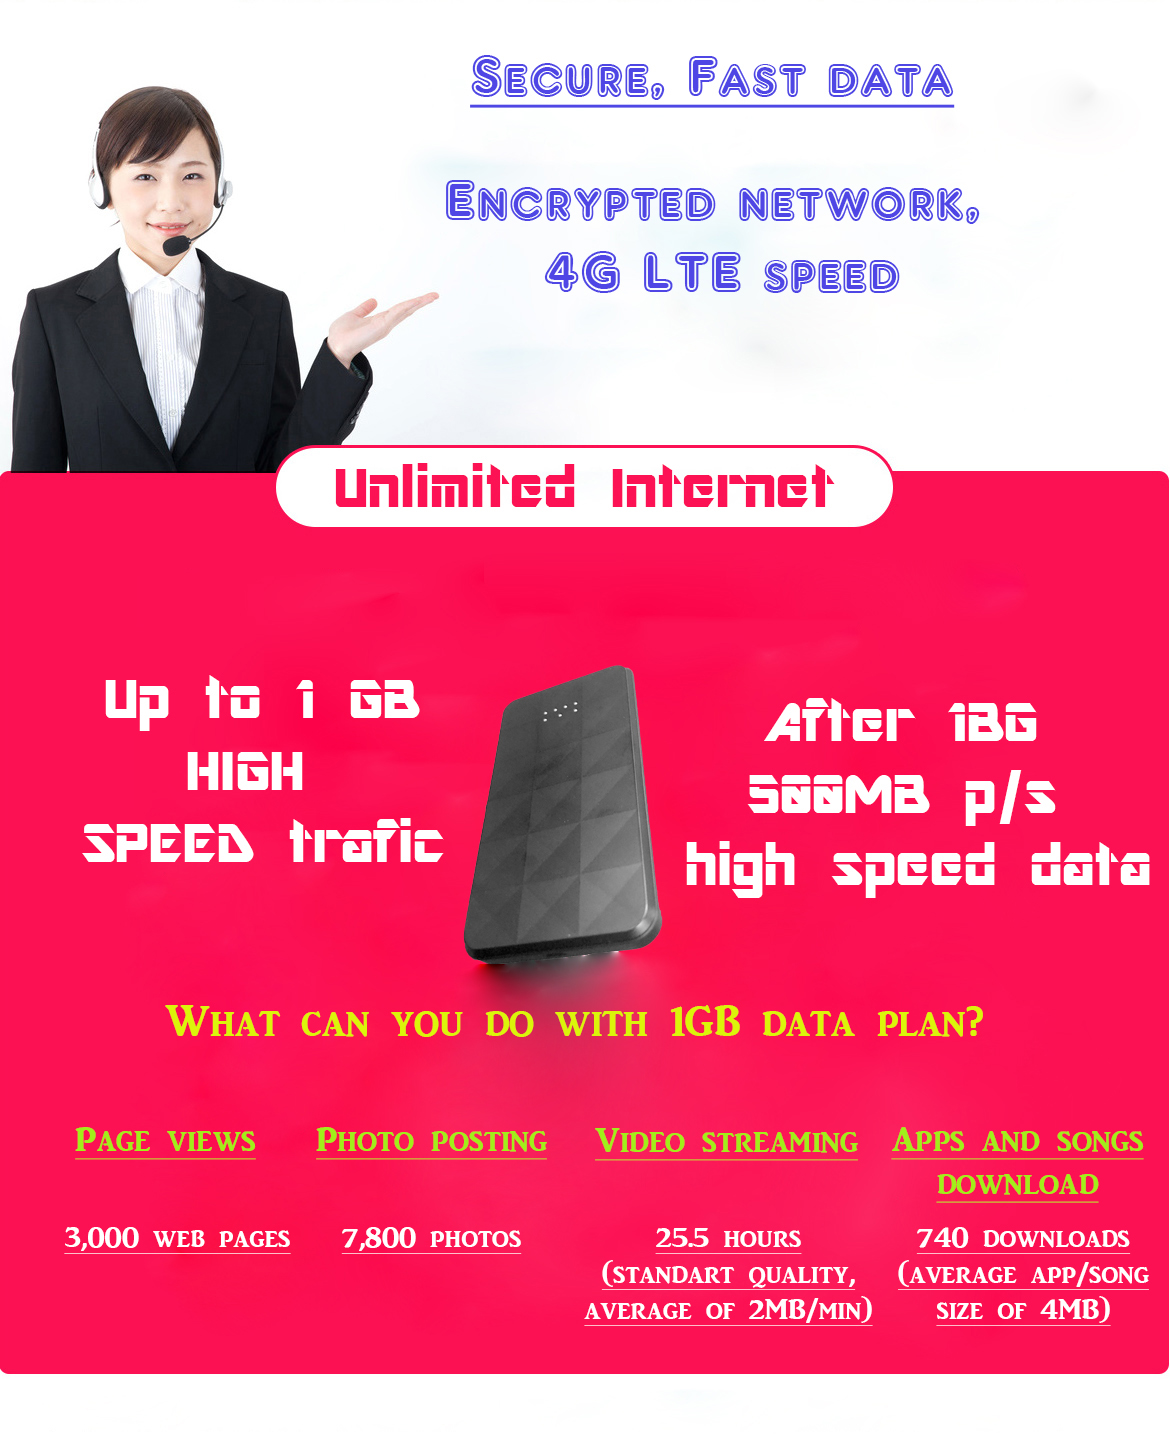 Secure, Fast data
Encrypted network,
4G LTE speed
Unlimited Internet
Up to 1 GB
HIGH
SPEED trafic
After 1BG
500MB p/s
high speed data
What can you do with 1GB data plan?
Page views
3,000 web pages
Photo posting
7,800 photos
Video streaming
25.5 hours
(standart quality,
average of 2MB/min)
Apps and songs
download
740 downloads
(average app/song
size of 4MB)